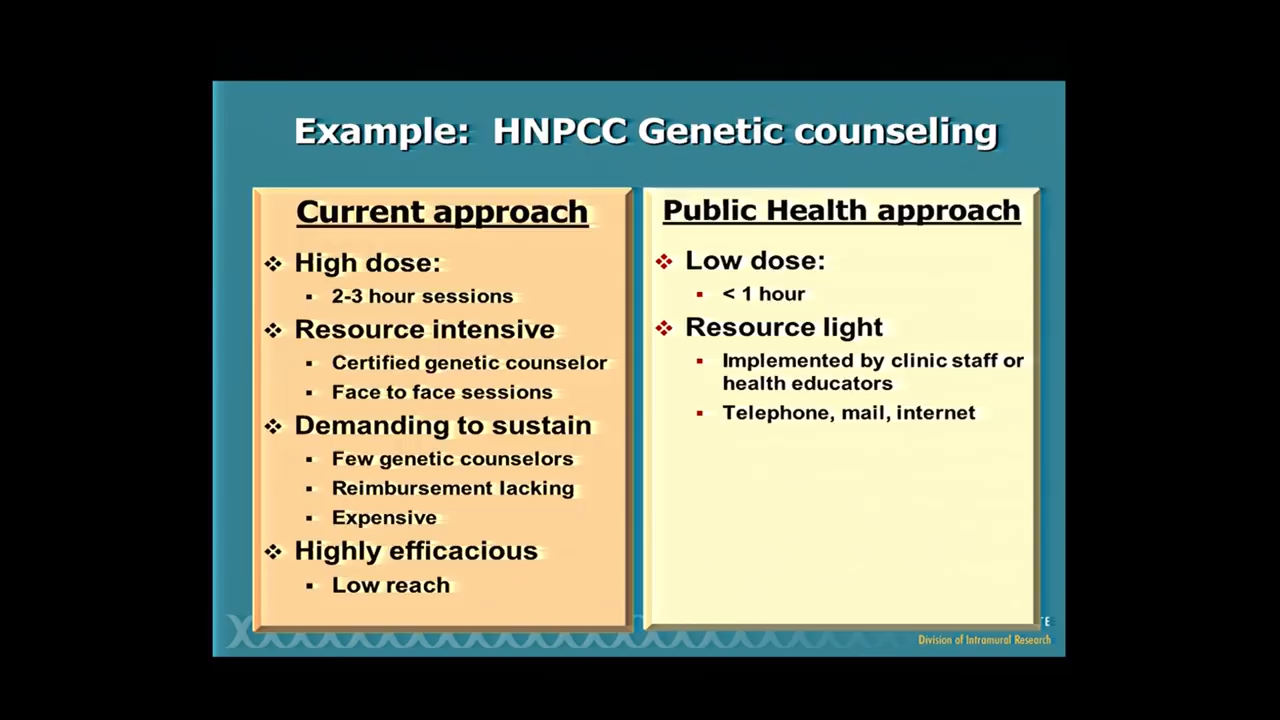 Example: HNPCC Genetic counseling
Current approach
❖ High dose:
▪ 2-3 hour sessions
❖ Resource intensive
▪ Certified genetic counselor
▪ Face to face sessions
❖ Demanding to sustain
▪ Few genetic counselors
▪ Reimbursement lacking
▪ Expensive
❖ Highly efficacious
▪ Low reach
Public Health approach
❖ Low dose:
▪ < 1 hour
❖ Resource light
▪ Implemented by clinic staff or
health educators
▪ Telephone, mail, internet
TE
Division of Intramural Research